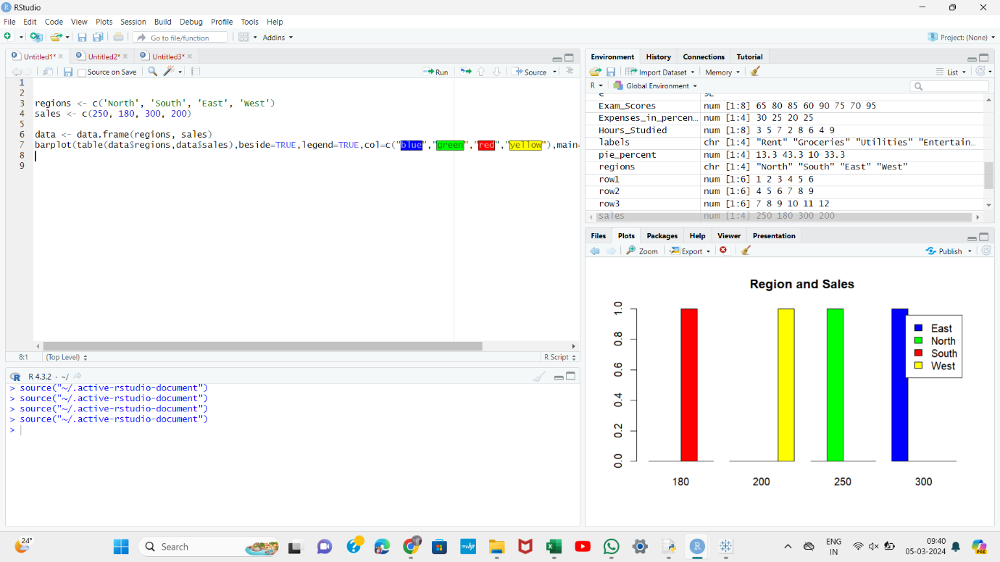 RStudio
File Edit Code View Plots Session Build Debug Profile Tools Help
Go to file/function Addins Project: (None)
Untitled1* Untitled2* Untitled3*
Source on Save Run Source
1
2
3 regions <- c('North', 'South', 'East', 'West')
4 sales <- c(250, 180, 300, 200)
5
6 data <- data.frame(regions, sales)
7 barplot(table(data$regions,data$sales),beside=TRUE,legend=TRUE,col=c("blue","green","red","yellow"),main=
8
9
8:1 (Top Level) R Script
R 4.3.2 · ~/
> source("~/.active-rstudio-document")
> source("~/.active-rstudio-document")
> source("~/.active-rstudio-document")
> source("~/.active-rstudio-document")
>
Environment History Connections Tutorial
Import Dataset Memory List
R Global Environment
Exam_Scores num [1:8] 65 80 85 60 90 75 70 95
Expenses_in_percen… num [1:4] 30 25 20 25
Hours_Studied num [1:8] 3 5 7 2 8 6 4 9
labels chr [1:4] "Rent" "Groceries" "Utilities" "Entertain…
pie_percent num [1:4] 13.3 43.3 10 33.3
regions chr [1:4] "North" "South" "East" "West"
row1 num [1:6] 1 2 3 4 5 6
row2 num [1:6] 4 5 6 7 8 9
row3 num [1:6] 7 8 9 10 11 12
sales num [1:4] 250 180 300 200
Files Plots Packages Help Viewer Presentation
Zoom Export Publish
Region and Sales
1.0
0.8
0.6
0.4
0.2
0.0
East
North
South
West
180 200 250 300
24°
Search
myhp
ENG
IN
09:40
05-03-2024
PRE